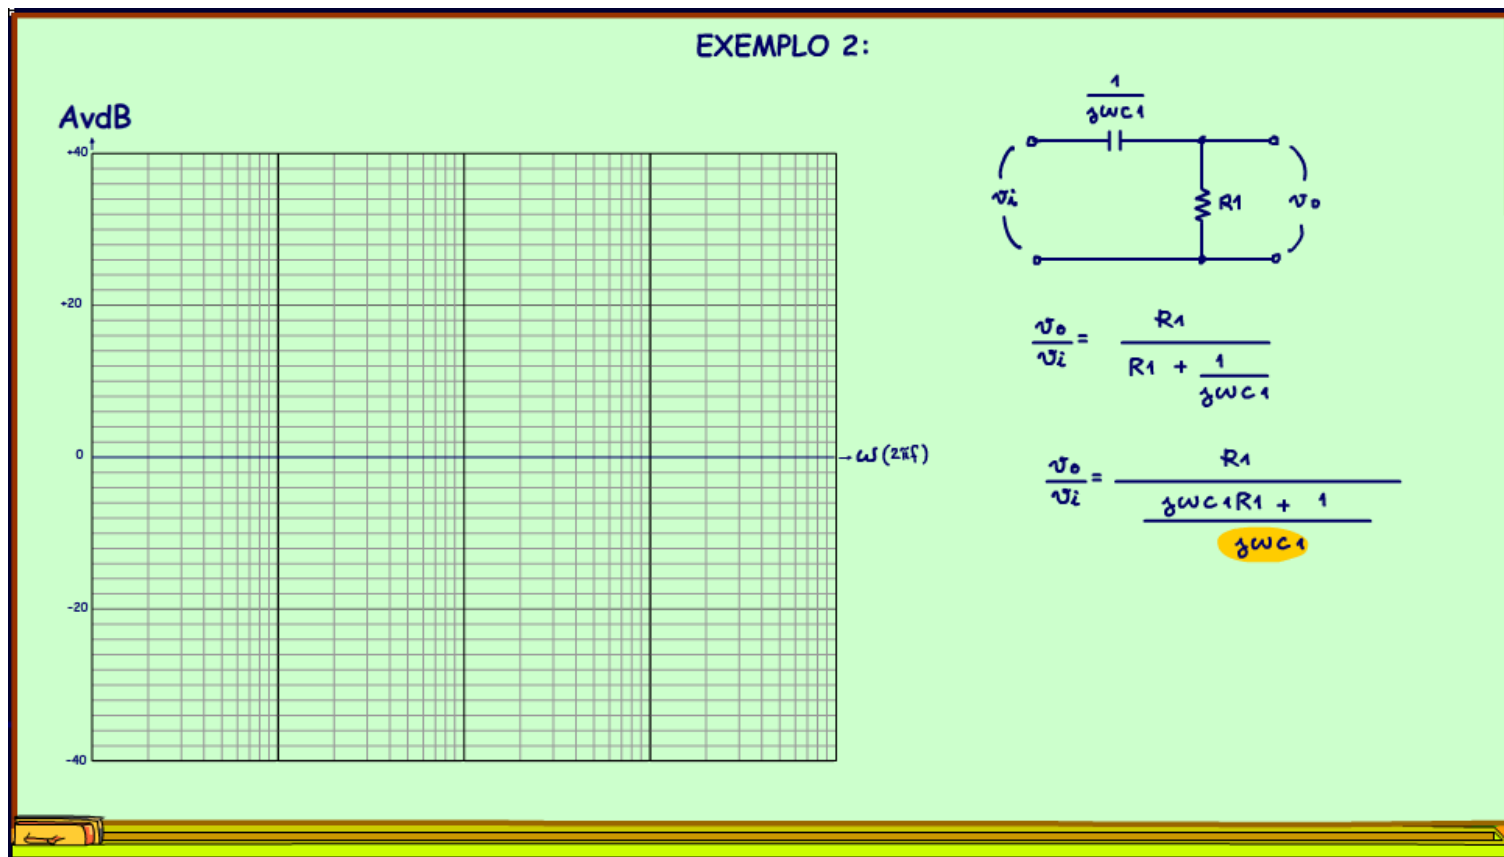 EXEMPLO 2:
AvdB
+40
+20
0
-20
-40
→ω(2πf)
1
jωC1
vi
R1
vo
vo
vi
=
R1
R1 + 1
jωC1
vo
vi
=
R1
jωC1R1 + 1
jωC1